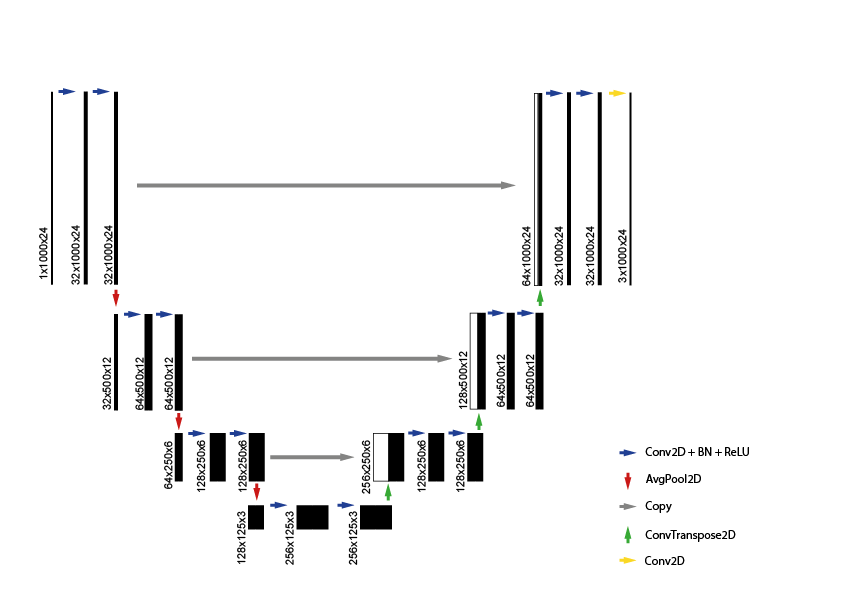 1x1000x24
32x1000x24
32x1000x24
64x1000x24
32x1000x24
32x1000x24
3x1000x24
32x500x12
64x500x12
64x500x12
128x500x12
64x500x12
64x500x12
64x250x6
128x250x6
128x250x6
256x250x6
128x250x6
128x250x6
128x125x3
256x125x3
256x125x3
Conv2D + BN + ReLU
AvgPool2D
Copy
ConvTranspose2D
Conv2D